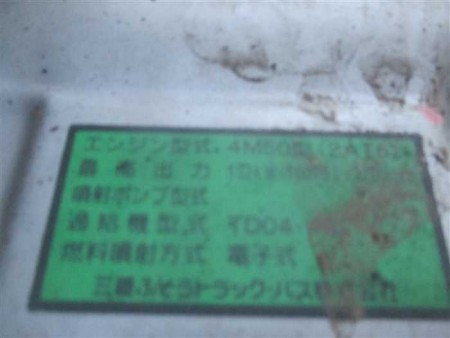 エンジン型式 4M50型(2AT6)
最高出力
噴射ポンプ型式
過給機型式 TD04
燃料噴射方式 電子式
三菱ふそうトラック・バス株式会社